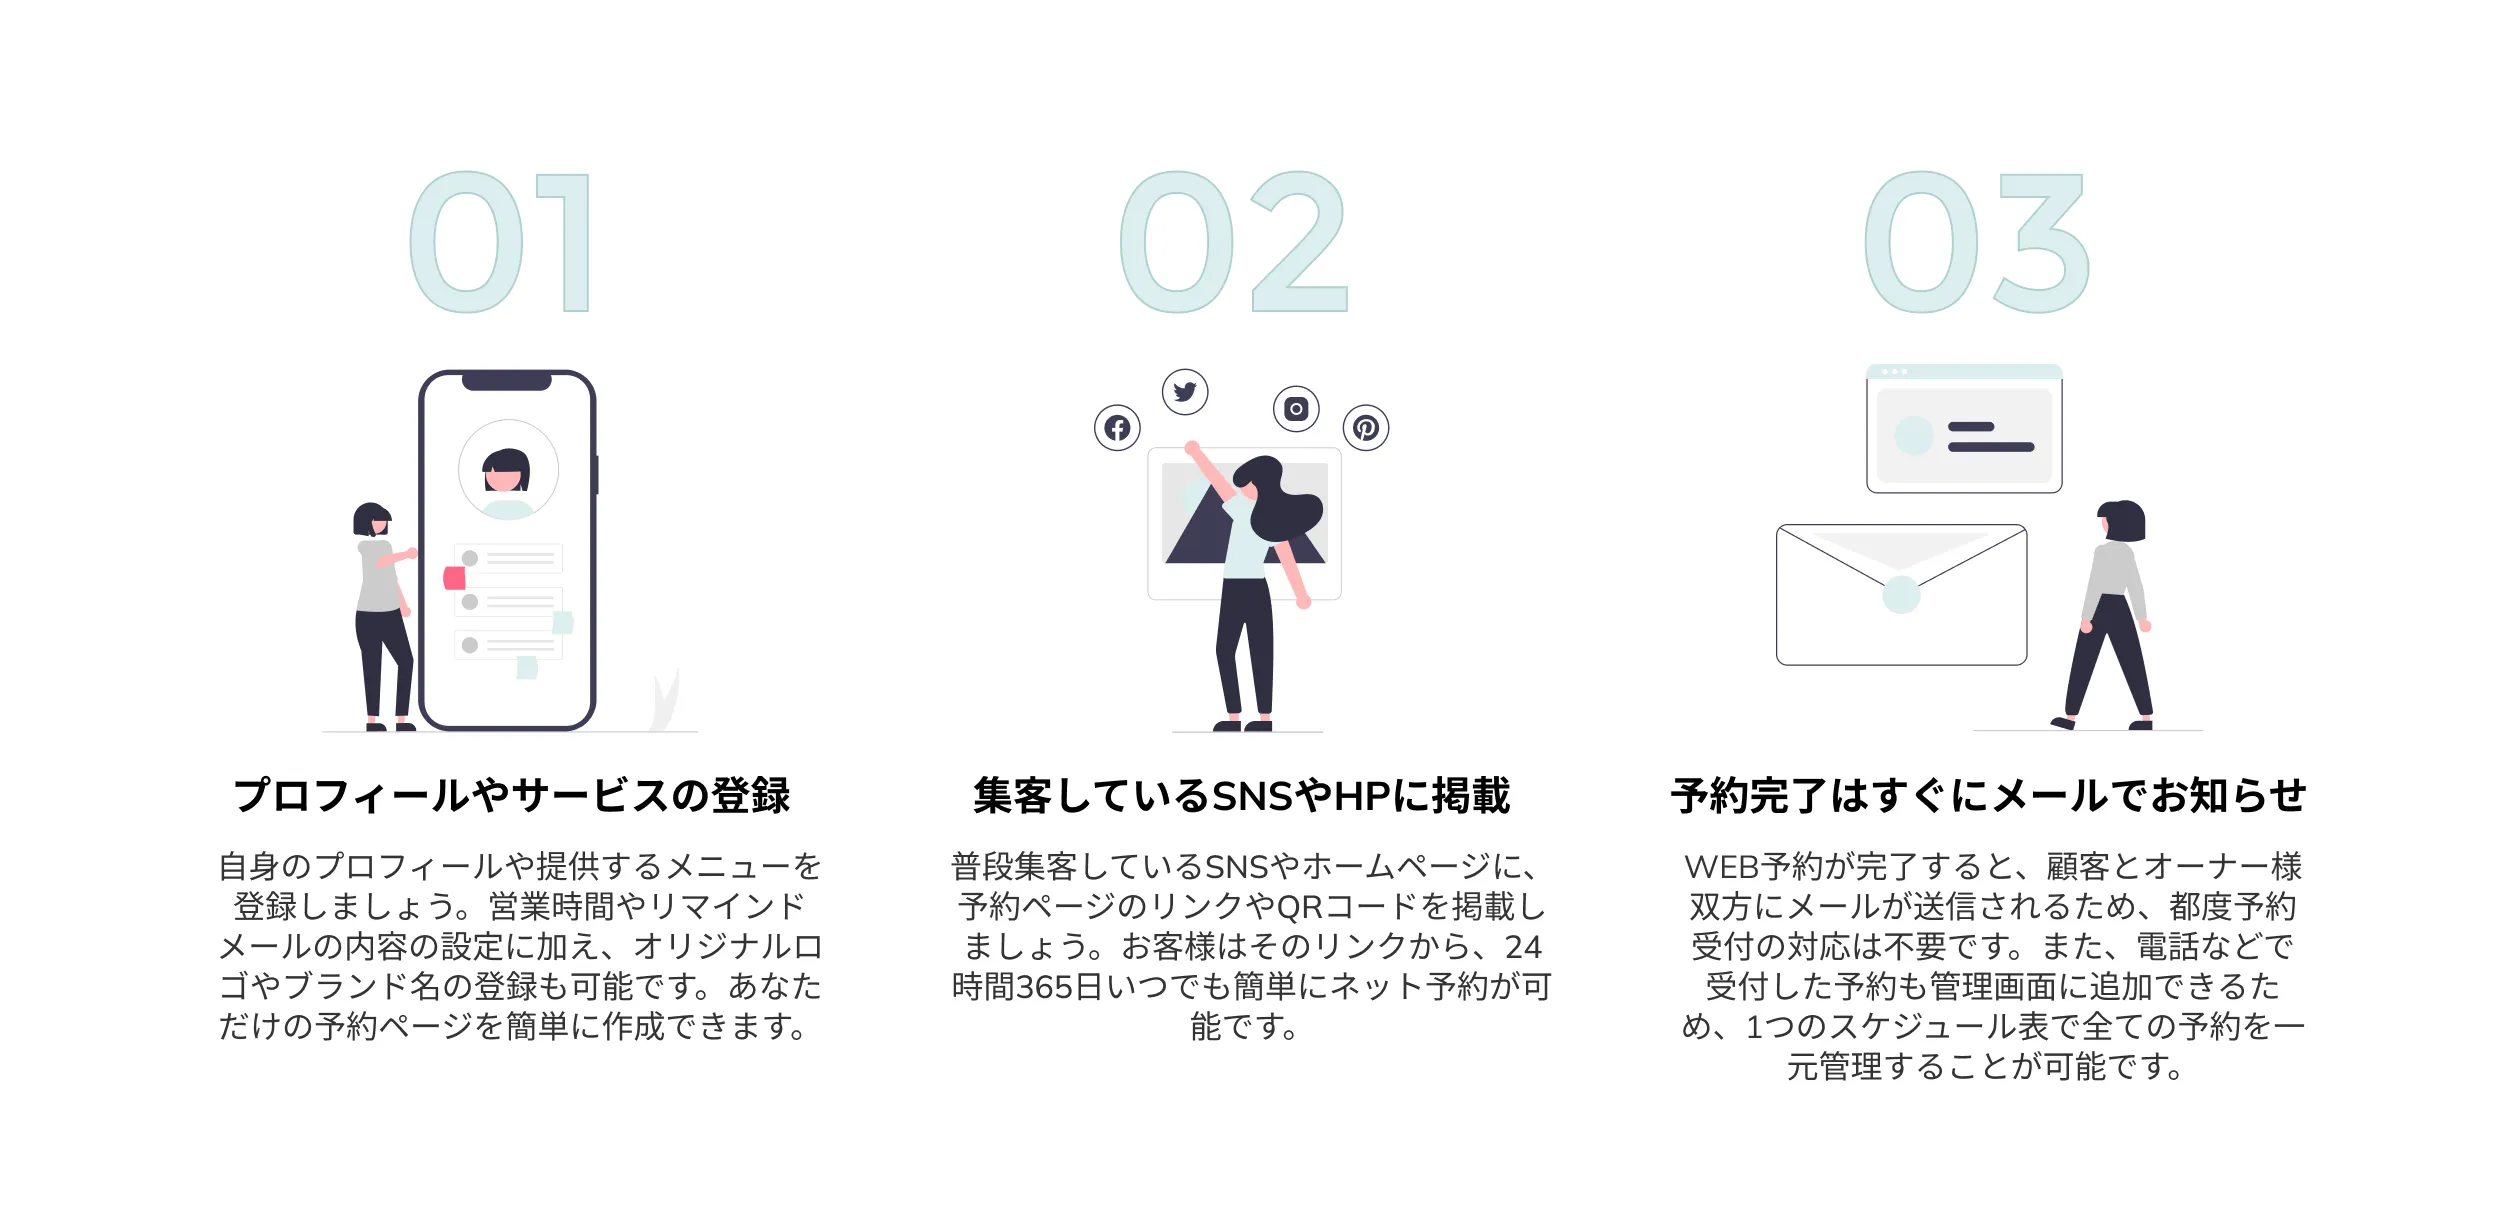 01
プロフィールやサービスの登録
自身のプロフィールや提供するメニューを
登録しましょう。 営業時間やリマインド
メールの内容の設定に加え、オリジナルロ
ゴやブランド名の登録も可能です。 あなた
だけの予約ページを簡単に作成できます。
02
集客しているSNSやHPに掲載
普段集客しているSNSやホームページに、
予約ページのリンクやQRコードを掲載し
ましょう。 お客様はそのリンクから、24
時間365日いつでも簡単にネット予約が可
能です。
03
予約完了はすぐにメールでお知らせ
WEB予約が完了すると、顧客とオーナー様
双方にメールが送信されるため、都度予約
受付の対応は不要です。 また、電話などで
受付した予約も管理画面に追加できるた
め、1つのスケジュール表で全ての予約を一
元管理することが可能です。